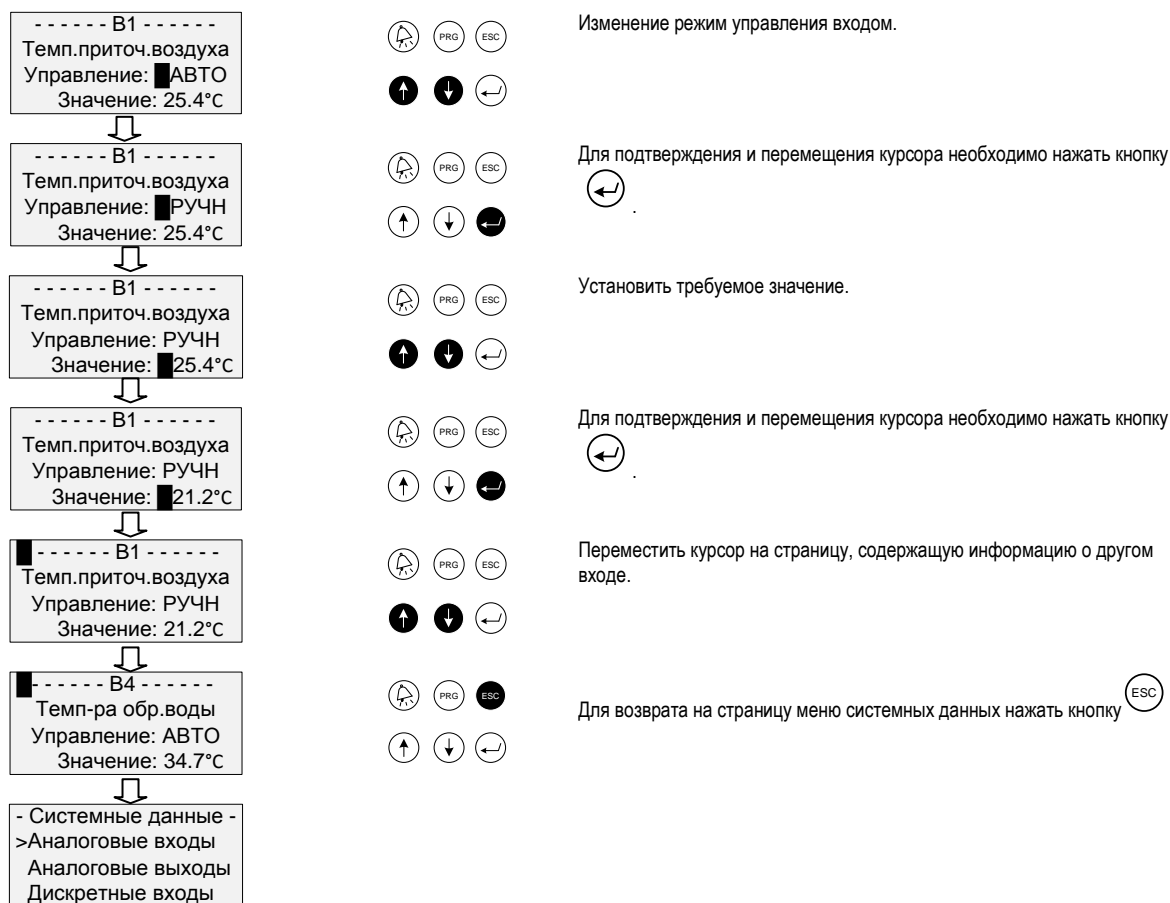 - - - - - - B1 - - - - - -
Темп.приточ.воздуха
Управление: АВТО
Значение: 25.4°C
PRG ESC
Изменение режим управления входом.
- - - - - - B1 - - - - - -
Темп.приточ.воздуха
Управление: РУЧН
Значение: 25.4°C
PRG ESC
Для подтверждения и перемещения курсора необходимо нажать кнопку
.
- - - - - - B1 - - - - - -
Темп.приточ.воздуха
Управление: РУЧН
Значение: 25.4°C
PRG ESC
Установить требуемое значение.
- - - - - - B1 - - - - - -
Темп.приточ.воздуха
Управление: РУЧН
Значение: 21.2°C
PRG ESC
Для подтверждения и перемещения курсора необходимо нажать кнопку
.
- - - - - - B1 - - - - - -
Темп.приточ.воздуха
Управление: РУЧН
Значение: 21.2°C
PRG ESC
Переместить курсор на страницу, содержащую информацию о другом
входе.
- - - - - - B4 - - - - - -
Темп-ра обр.воды
Управление: АВТО
Значение: 34.7°C
PRG ESC
Для возврата на страницу меню системных данных нажать кнопку ESC
- Системные данные -
>Аналоговые входы
Аналоговые выходы
Дискретные входы